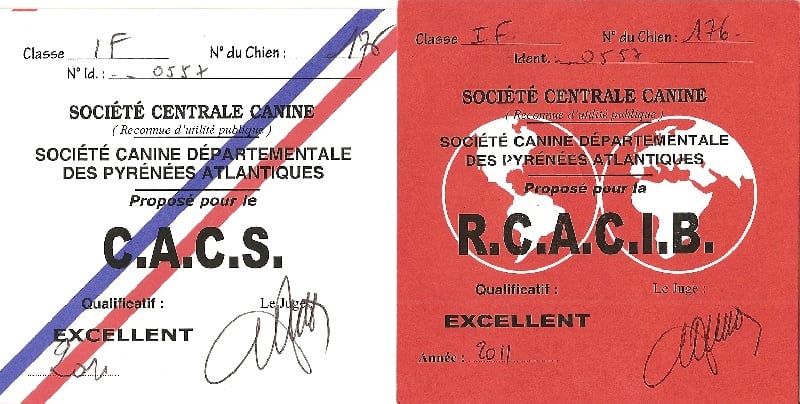 Classe I F N° du Chien : 176
N° Id. : 0557
SOCIÉTÉ CENTRALE CANINE
( Reconnue d'utilité publique )
SOCIÉTÉ CANINE DÉPARTEMENTALE
DES PYRÉNÉES ATLANTIQUES
Proposé pour le
C.A.C.S.
Qualificatif : Le Juge :
EXCELLENT
2011
Classe I F N° du Chien : 176
Ident. 0557
SOCIÉTÉ CENTRALE CANINE
( Reconnue d'utilité publique )
SOCIÉTÉ CANINE DÉPARTEMENTALE
DES PYRÉNÉES ATLANTIQUES
Proposé pour la
R.C.A.C.I.B.
Qualificatif : Le Juge :
EXCELLENT
Année : 2011